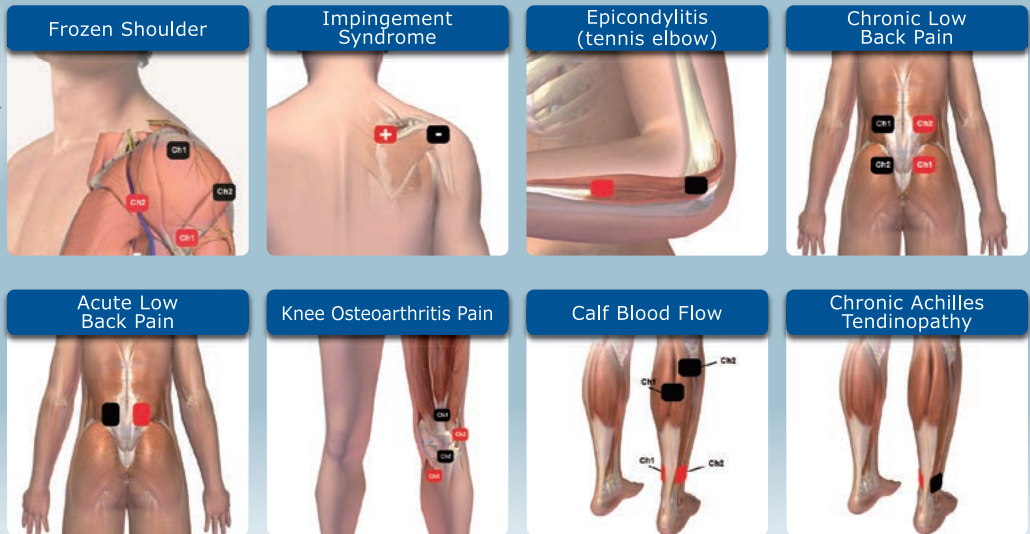 Frozen Shoulder
Ch1
Ch2
Ch2
Ch1
Impingement
Syndrome
+ -
Epicondylitis
(tennis elbow)
Chronic Low
Back Pain
Ch1 Ch2
Ch2 Ch1
Acute Low
Back Pain
Knee Osteoarthritis Pain
Ch1
Ch2
Calf Blood Flow
Ch2
Ch1
Ch1 Ch2
Chronic Achilles
Tendinopathy